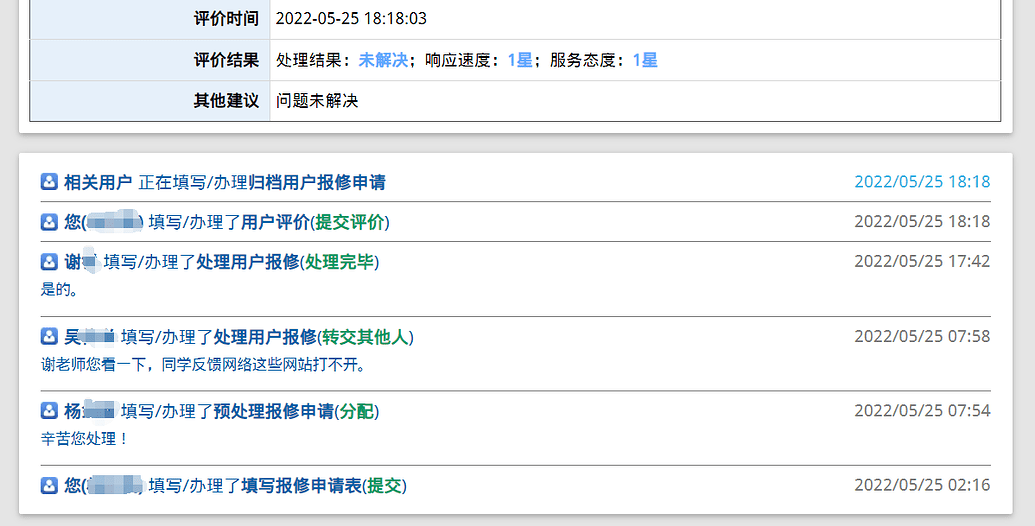 评价时间 2022-05-25 18:18:03
评价结果 处理结果：未解决；响应速度：1星；服务态度：1星
其他建议 问题未解决
相关用户 正在填写/办理归档用户报修申请 2022/05/25 18:18
您( ) 填写/办理了用户评价(提交评价) 2022/05/25 18:18
谢 填写/办理了处理用户报修(处理完毕) 2022/05/25 17:42
是的。
吴 填写/办理了处理用户报修(转交其他人) 2022/05/25 07:58
谢老师您看一下，同学反馈网络这些网站打不开。
杨 填写/办理了预处理报修申请(分配) 2022/05/25 07:54
辛苦您处理！
您( ) 填写/办理了填写报修申请表(提交) 2022/05/25 02:16